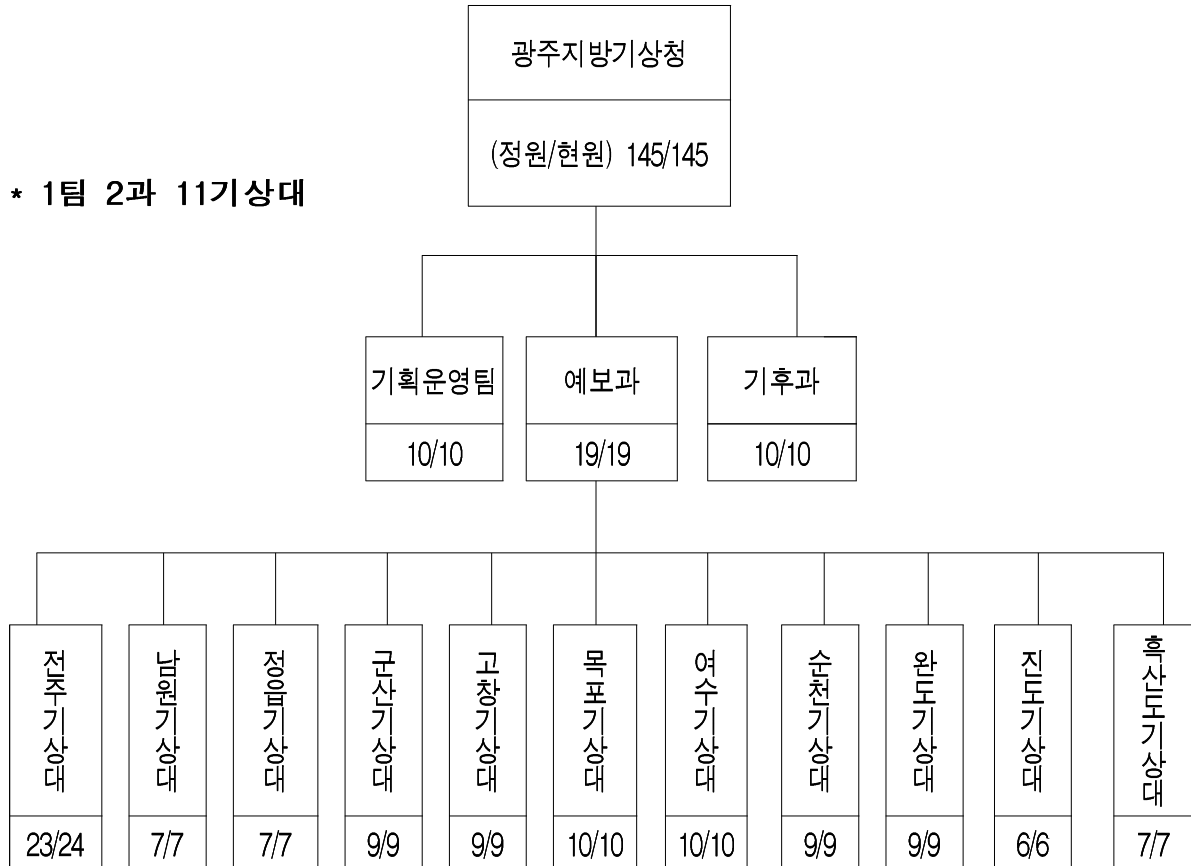 광주지방기상청
(정원/현원) 145/145
* 1팀 2과 11기상대
기획운영팀
10/10
예보과
19/19
기후과
10/10
전주기상대
23/24
남원기상대
7/7
정읍기상대
7/7
군산기상대
9/9
고창기상대
9/9
목포기상대
10/10
여수기상대
10/10
순천기상대
9/9
완도기상대
9/9
진도기상대
6/6
흑산도기상대
7/7